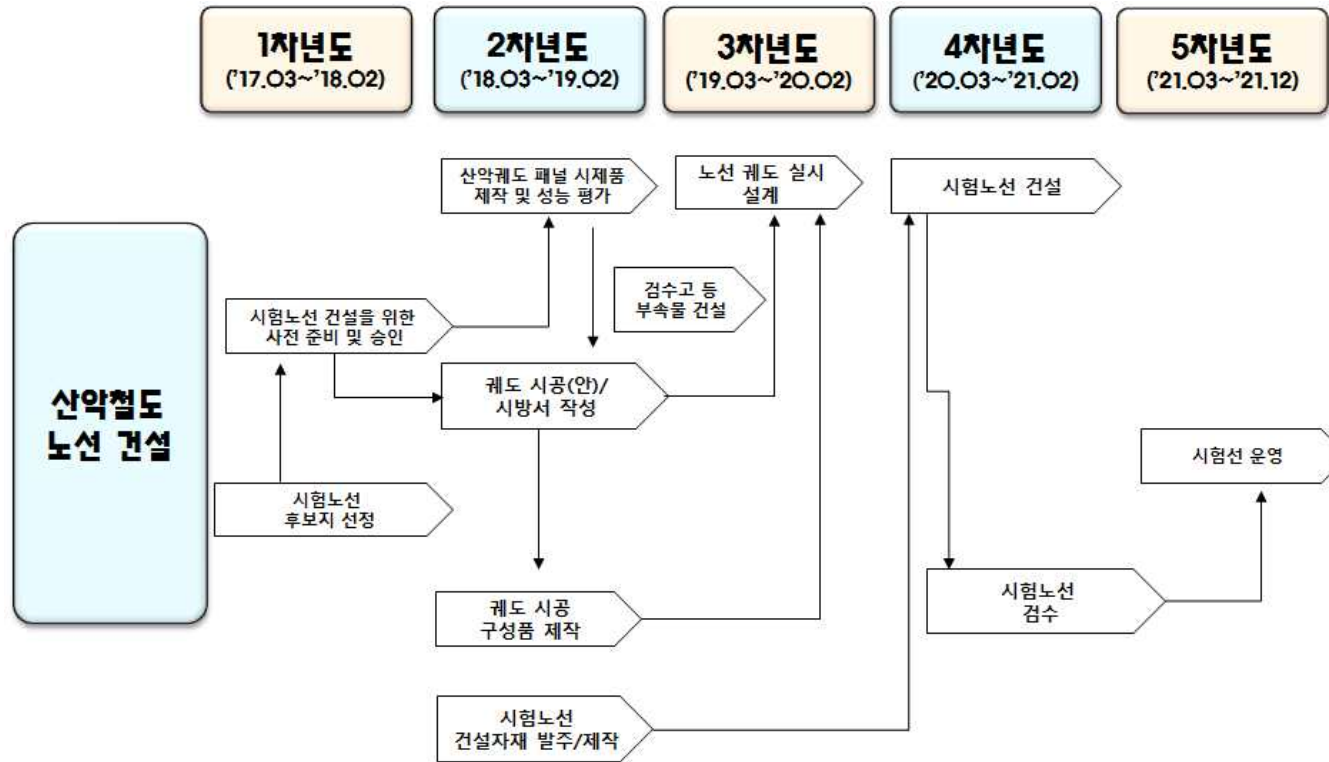 1차년도
('17.03~'18.02)
2차년도
('18.03~'19.02)
3차년도
('19.03~'20.02)
4차년도
('20.03~'21.02)
5차년도
('21.03~'21.12)
산악철도
노선 건설
산악궤도 패널 시제품
제작 및 성능 평가
노선 궤도 실시
설계
시험노선 건설
검수고 등
부속물 건설
시험노선 건설을 위한
사전 준비 및 승인
궤도 시공(안)/
시방서 작성
시험선 운영
시험노선
후보지 선정
시험노선
검수
궤도 시공
구성품 제작
시험노선
건설자재 발주/제작